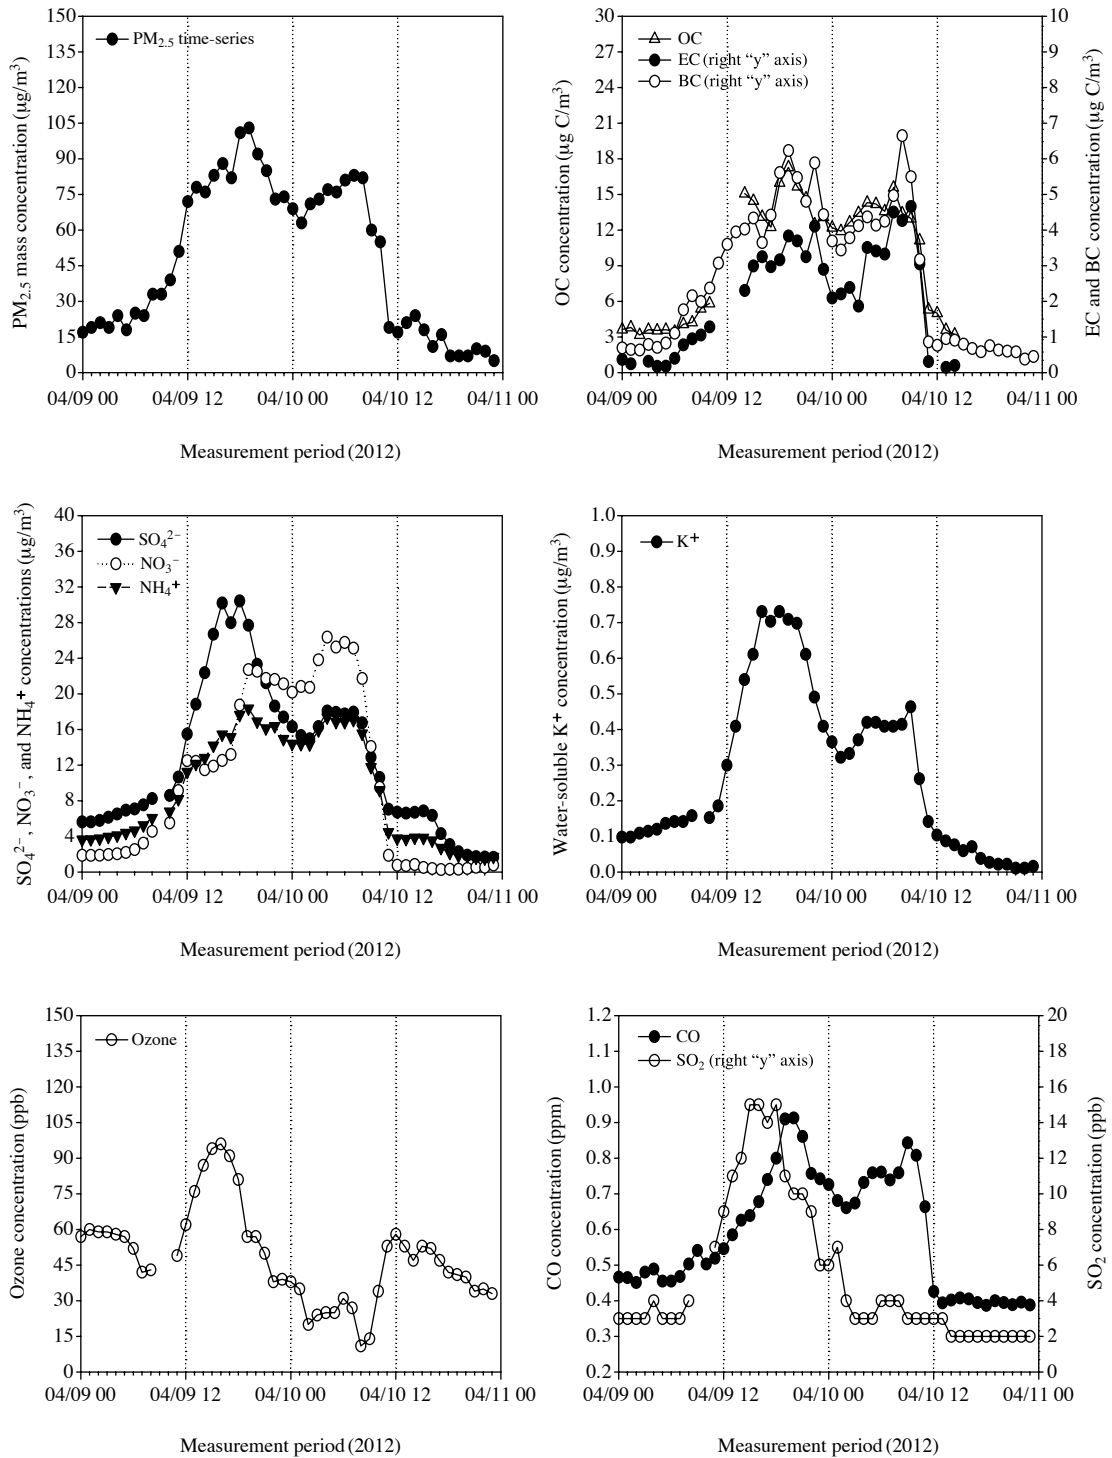 PM2.5 time-series
PM2.5 mass concentration (μg/m3)
150
135
120
105
90
75
60
45
30
15
0
04/09 00 04/09 12 04/10 00 04/10 12 04/11 00
Measurement period (2012)
OC
EC (right “y” axis)
BC (right “y” axis)
OC concentration (μg C/m3)
30
27
24
21
18
15
12
9
6
3
0
EC and BC concentration (μg C/m3)
10
9
8
7
6
5
4
3
2
1
0
04/09 00 04/09 12 04/10 00 04/10 12 04/11 00
Measurement period (2012)
SO4 2−
NO3 −
NH4 +
SO4 2−, NO3 −, and NH4 + concentrations (μg/m3)
40
36
32
28
24
20
16
12
8
4
0
04/09 00 04/09 12 04/10 00 04/10 12 04/11 00
Measurement period (2012)
K+
Water-soluble K+ concentration (μg/m3)
1.0
0.9
0.8
0.7
0.6
0.5
0.4
0.3
0.2
0.1
0.0
04/09 00 04/09 12 04/10 00 04/10 12 04/11 00
Measurement period (2012)
Ozone
Ozone concentration (ppb)
150
135
120
105
90
75
60
45
30
15
0
04/09 00 04/09 12 04/10 00 04/10 12 04/11 00
Measurement period (2012)
CO
SO2 (right “y” axis)
CO concentration (ppm)
1.2
1.1
1.0
0.9
0.8
0.7
0.6
0.5
0.4
0.3
0.2
SO2 concentration (ppb)
20
18
16
14
12
10
8
6
4
2
0
04/09 00 04/09 12 04/10 00 04/10 12 04/11 00
Measurement period (2012)